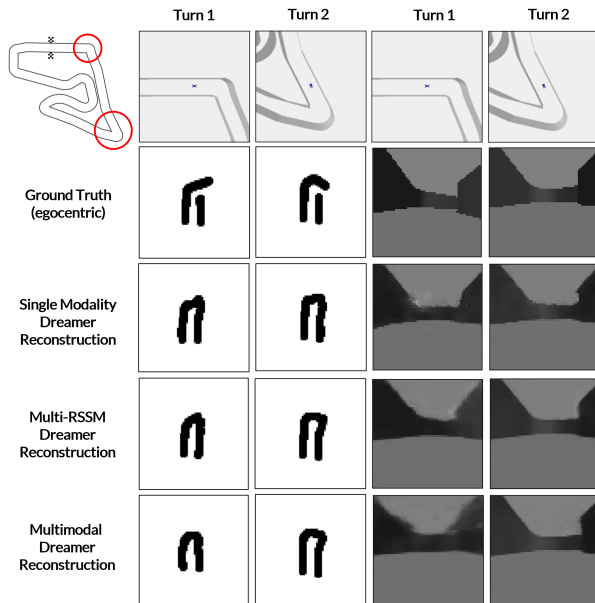 Turn 1 Turn 2 Turn 1 Turn 2
Ground Truth
(egocentric)
Single Modality
Dreamer
Reconstruction
Multi-RSSM
Dreamer
Reconstruction
Multimodal
Dreamer
Reconstruction